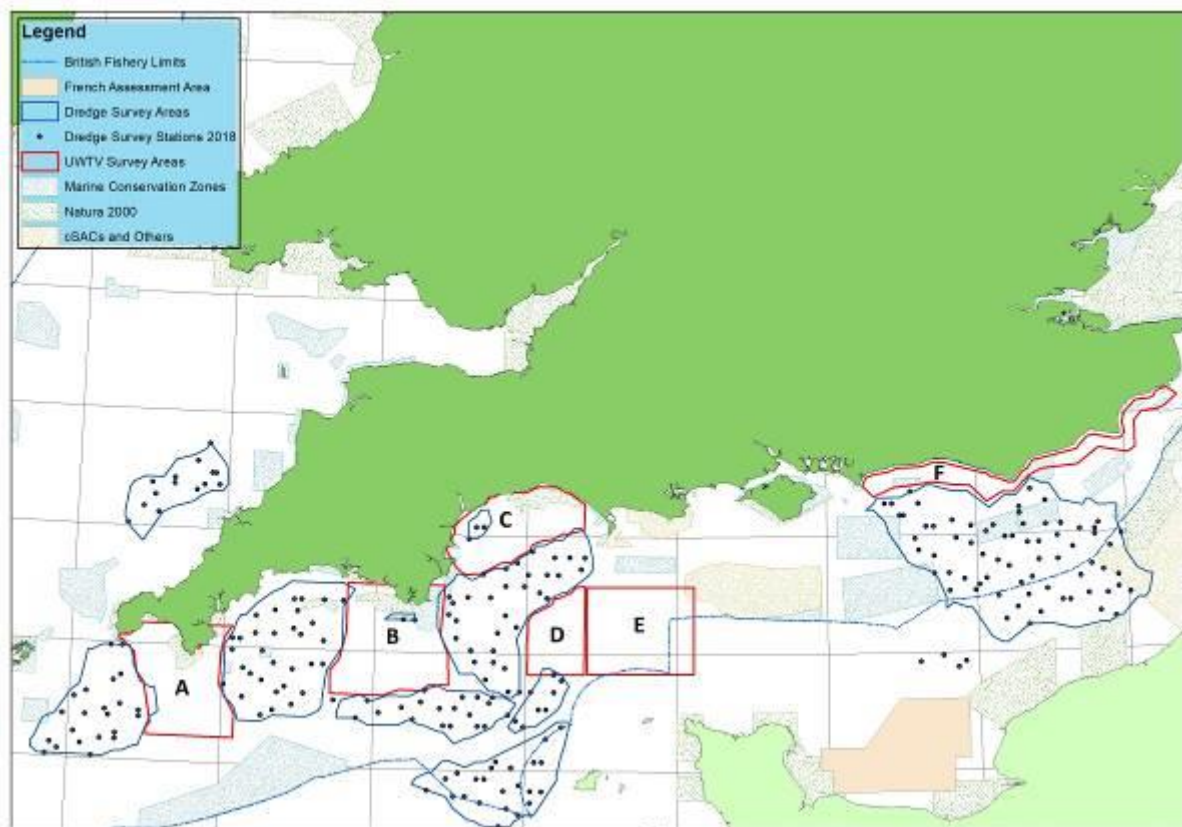 Legend
British Fishery Limits
French Assessment Area
Dredge Survey Areas
Dredge Survey Stations 2018
UWTV Survey Areas
Marine Conservation Zones
Natura 2000
cSACs and Others
F
C
B
D
E
A